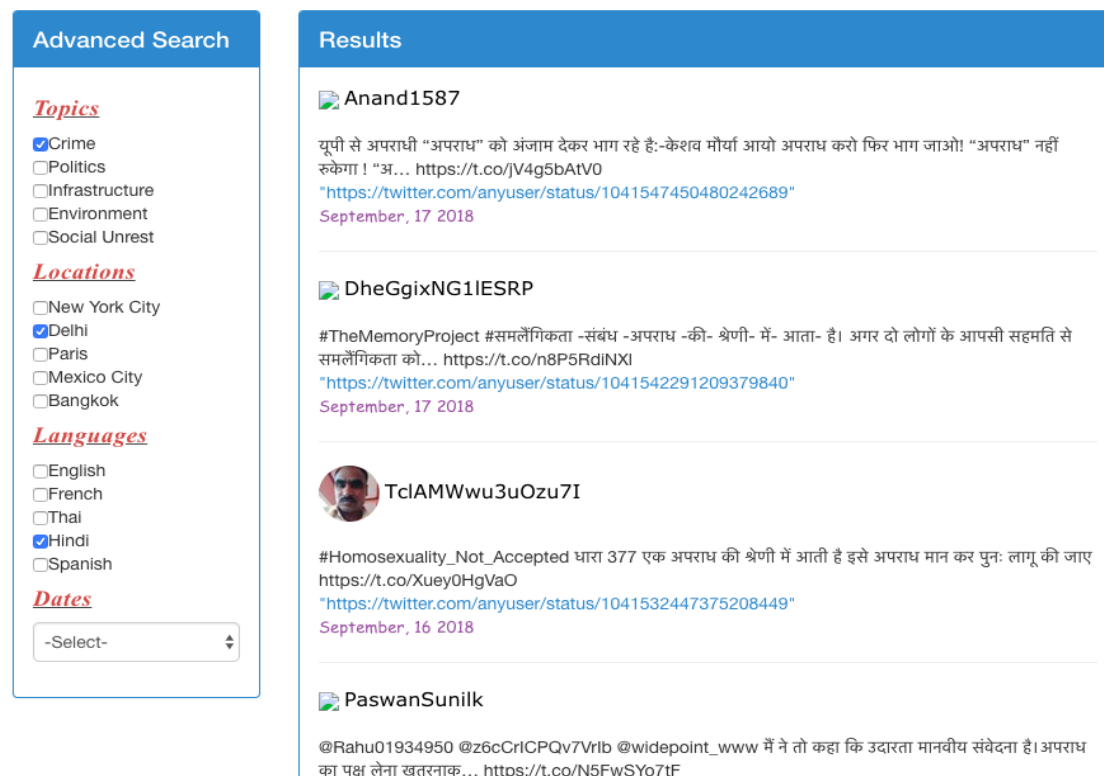 Advanced Search
Topics
Crime
Politics
Infrastructure
Environment
Social Unrest
Locations
New York City
Delhi
Paris
Mexico City
Bangkok
Languages
English
French
Thai
Hindi
Spanish
Dates
-Select-
Results
Anand1587
यूपी से अपराधी “अपराध” को अंजाम देकर भाग रहे है:-केशव मौर्या आयो अपराध करो फिर भाग जाओ! “अपराध” नहीं
रुकेगा ! “अ… https://t.co/jV4g5bAtV0
"https://twitter.com/anyuser/status/1041547450480242689"
September, 17 2018
DheGgixNG1lESRP
#TheMemoryProject #समलैंगिकता -संबंध -अपराध -की- श्रेणी- में- आता- है। अगर दो लोगों के आपसी सहमति से
समलैंगिकता को… https://t.co/n8P5RdiNXl
"https://twitter.com/anyuser/status/1041542291209379840"
September, 17 2018
TclAMWwu3uOzu7I
#Homosexuality_Not_Accepted धारा 377 एक अपराध की श्रेणी में आती है इसे अपराध मान कर पुनः लागू की जाए
https://t.co/Xuey0HgVaO
"https://twitter.com/anyuser/status/1041532447375208449"
September, 16 2018
PaswanSunilk
@Rahu01934950 @z6cCrICPQv7VrIb @widepoint_www मैं ने तो कहा कि उदारता मानवीय संवेदना है।अपराध
का पक्ष लेना खतरनाक… https://t.co/N5FwSYo7tF